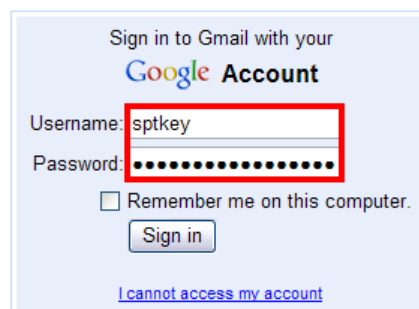 Sign in to Gmail with your
Google Account
Username: sptkey
Password: •••••••••••••••••
Remember me on this computer.
Sign in
I cannot access my account